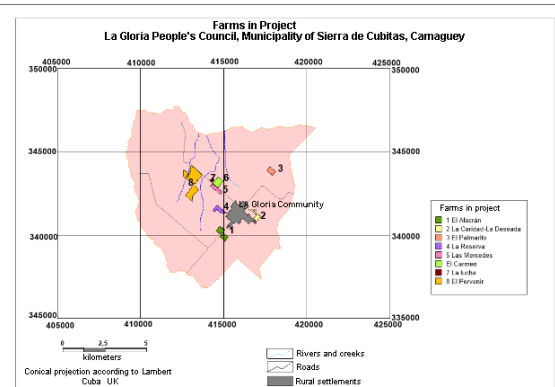 Farms in Project
La Gloria People's Council, Municipality of Sierra de Cubitas, Camaguey
405000 410000 415000 420000 425000
350000 350000
345000 345000
3
7 6
8 5
LA Gloria Community
4
2
1
340000 340000
345000 335000
405000 410000 415000 420000 425000
Farms in project
1 El Alacrán
2 La Caridad-La Deseada
3 El Palmarito
4 La Reserva
5 Las Mercedes
El Carmen
7 La lucha
8 El Pervenir
0 2,5 5
kilometers
Conical projection according to Lambert
Cuba UK
Rivers and creeks
Roads
Rural settlements